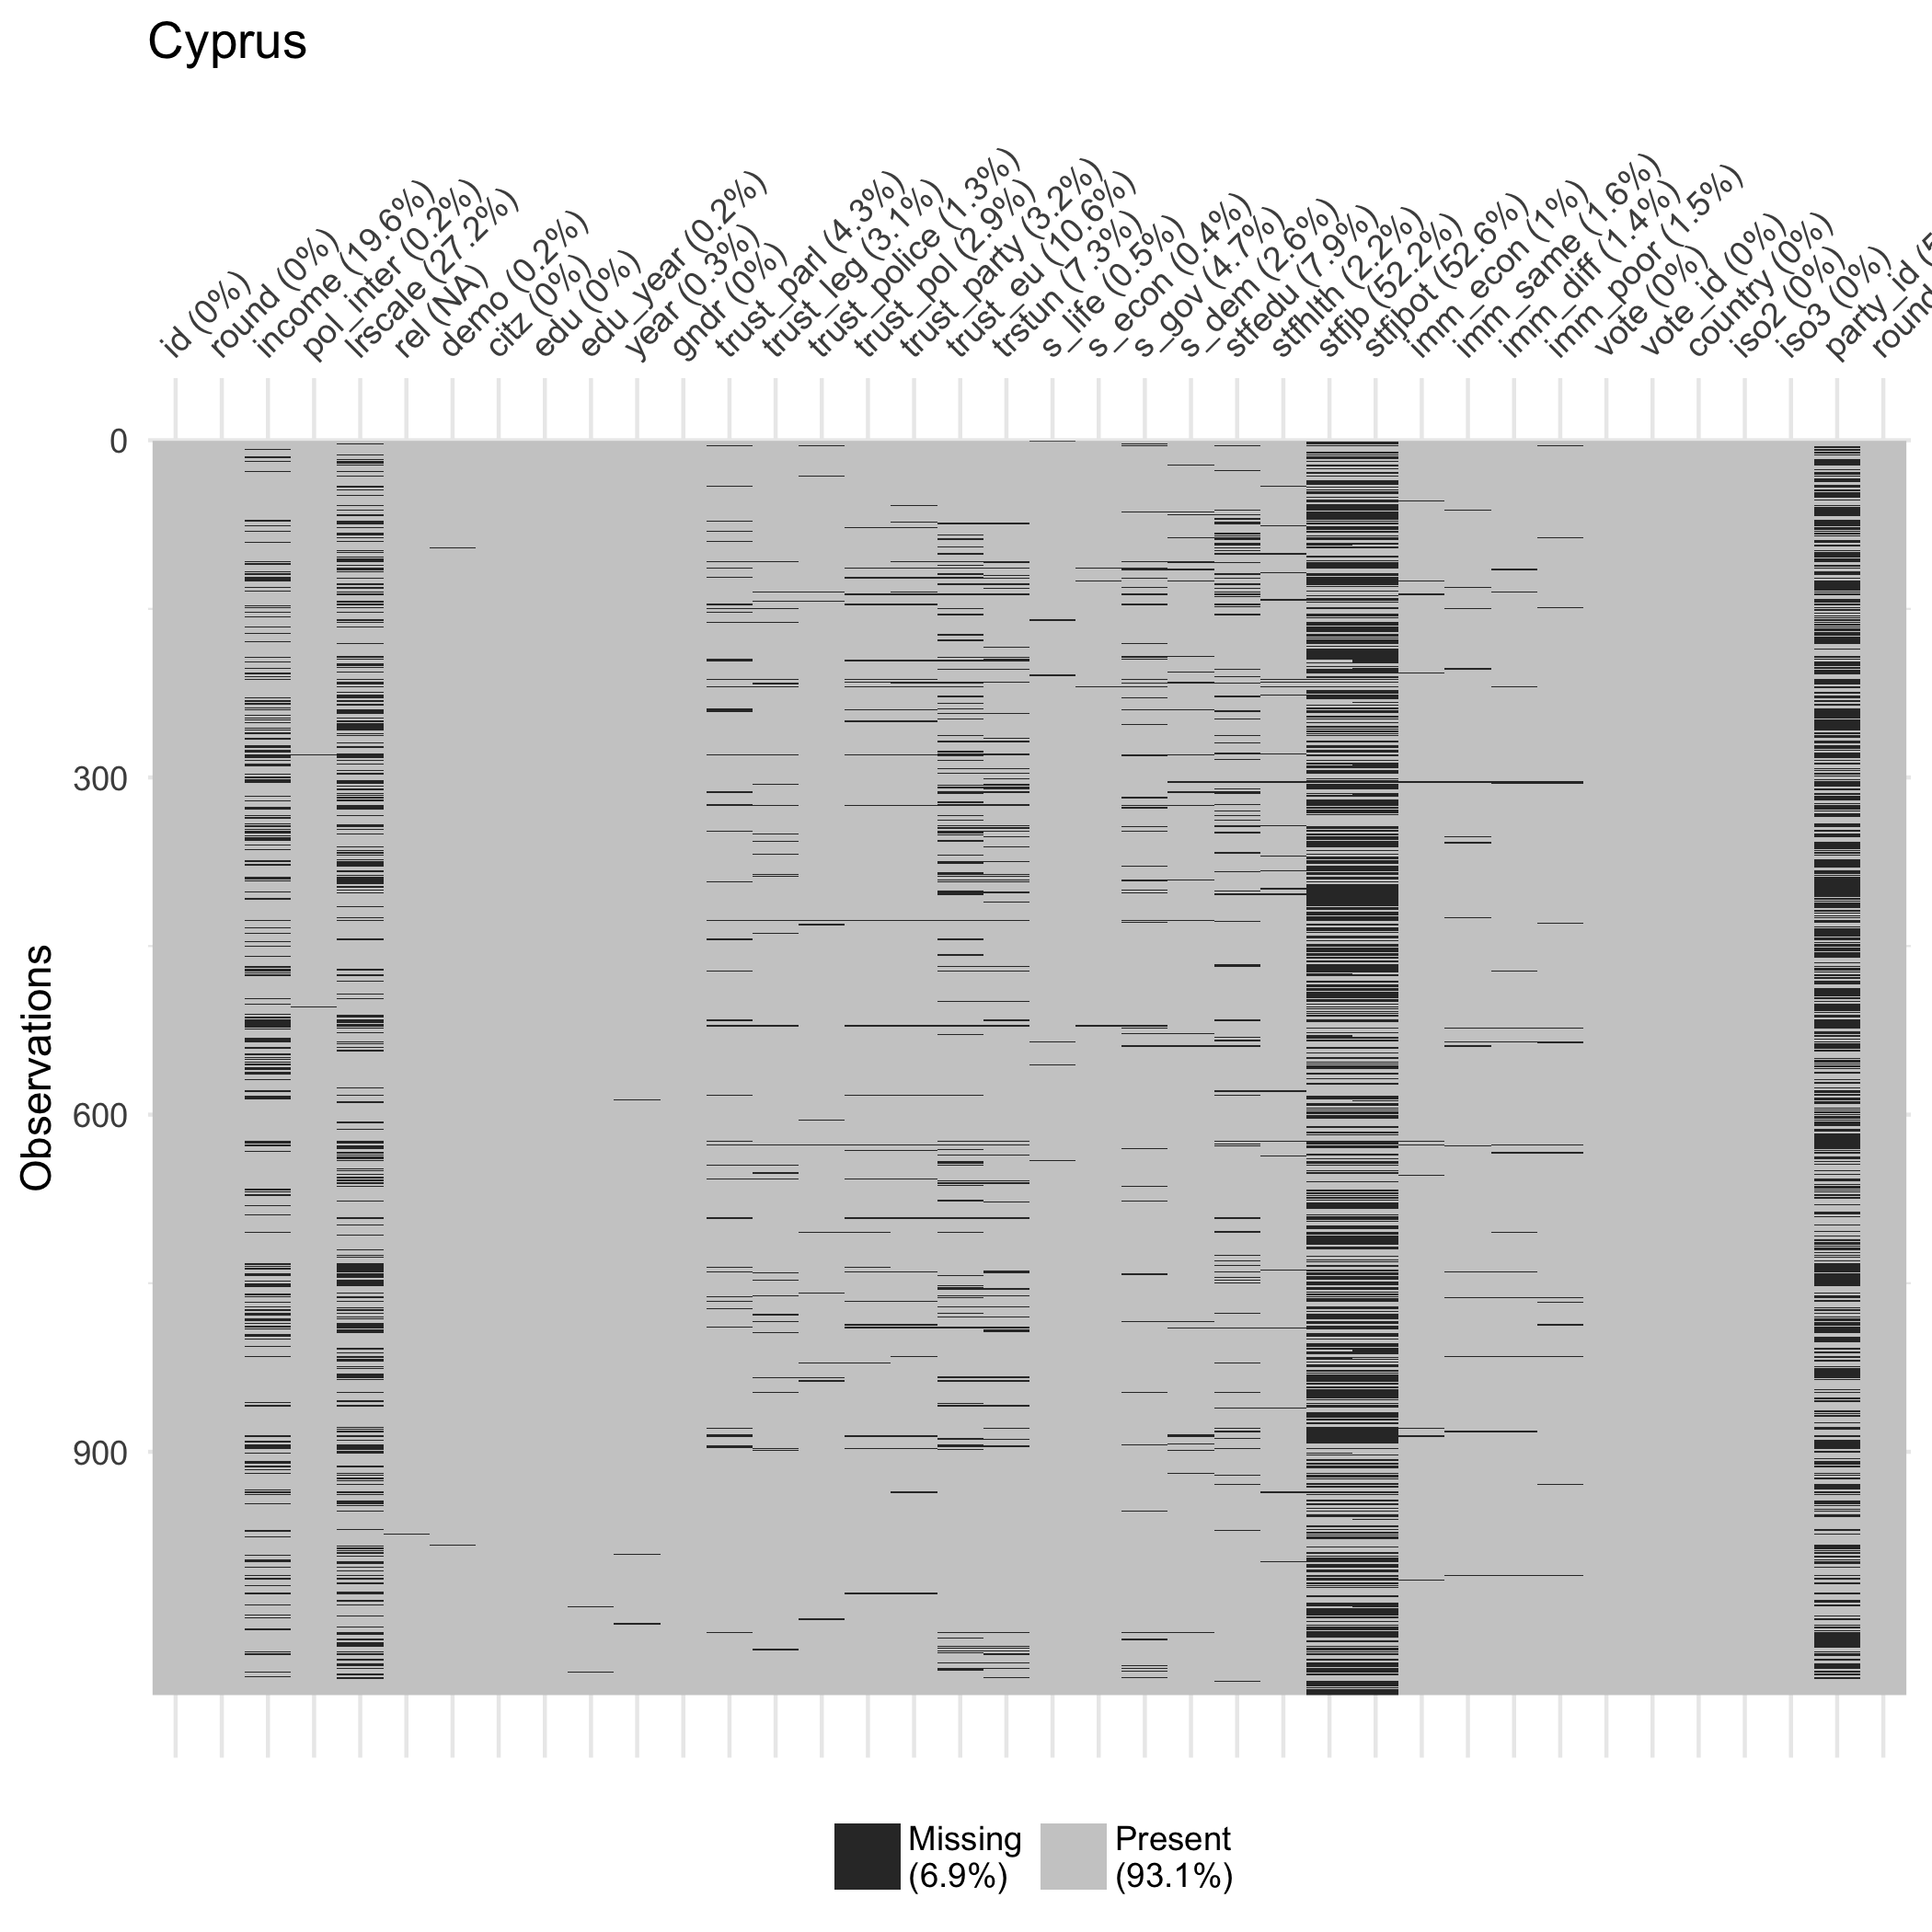 Cyprus
id (0%)
round (0%)
income (19.6%)
pol_inter (0.2%)
lrscale (27.2%)
rel (NA)
demo (0.2%)
citz (0%)
edu (0%)
edu_year (0.2%)
year (0.3%)
gndr (0%)
trust_parl (4.3%)
trust_leg (3.1%)
trust_police (1.3%)
trust_pol (2.9%)
trust_party (3.2%)
trust_eu (10.6%)
trstun (7.3%)
s_life (0.5%)
s_econ (0.4%)
s_gov (4.7%)
s_dem (2.6%)
stfedu (7.9%)
stfhlth (2.2%)
stfjb (52.2%)
stfjbot (52.6%)
imm_econ (1%)
imm_same (1.6%)
imm_diff (1.4%)
imm_poor (1.5%)
vote (0%)
vote_id (0%)
country (0%)
iso2 (0%)
iso3 (0%)
party_id (5
round
0
300
600
900
Observations
Missing
(6.9%)
Present
(93.1%)